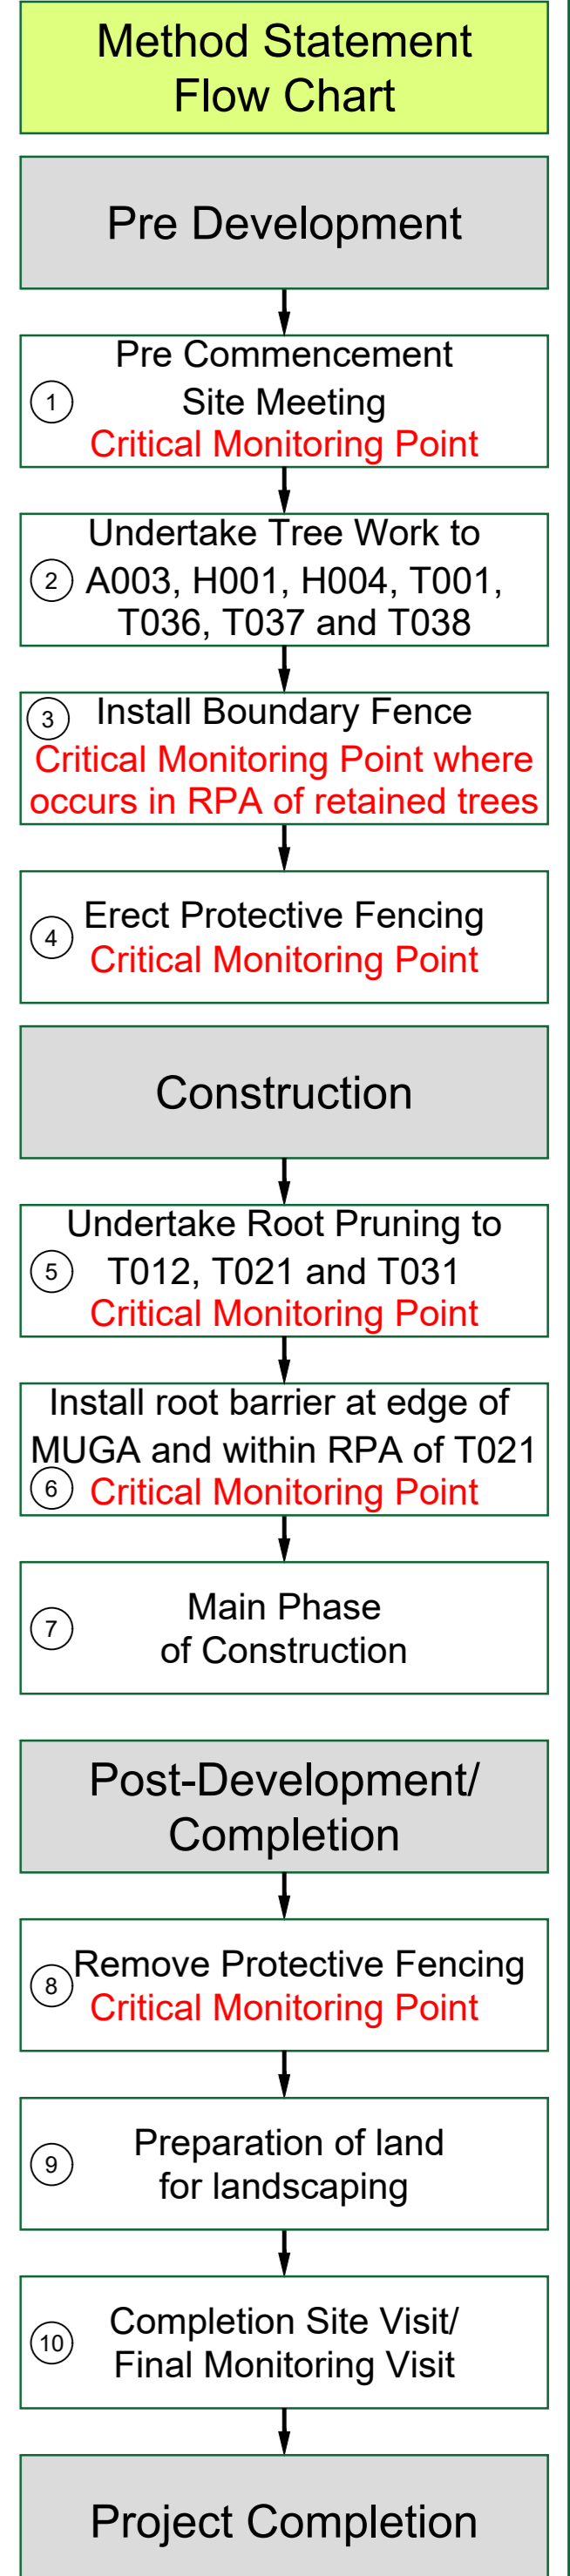 Method Statement
Flow Chart
Pre Development
Pre Commencement
1 Site Meeting
Critical Monitoring Point
Undertake Tree Work to
2 A003, H001, H004, T001,
T036, T037 and T038
3 Install Boundary Fence
Critical Monitoring Point where
occurs in RPA of retained trees
4 Erect Protective Fencing
Critical Monitoring Point
Construction
Undertake Root Pruning to
5 T012, T021 and T031
Critical Monitoring Point
Install root barrier at edge of
MUGA and within RPA of T021
6 Critical Monitoring Point
7 Main Phase
of Construction
Post-Development/
Completion
8 Remove Protective Fencing
Critical Monitoring Point
9 Preparation of land
for landscaping
10 Completion Site Visit/
Final Monitoring Visit
Project Completion